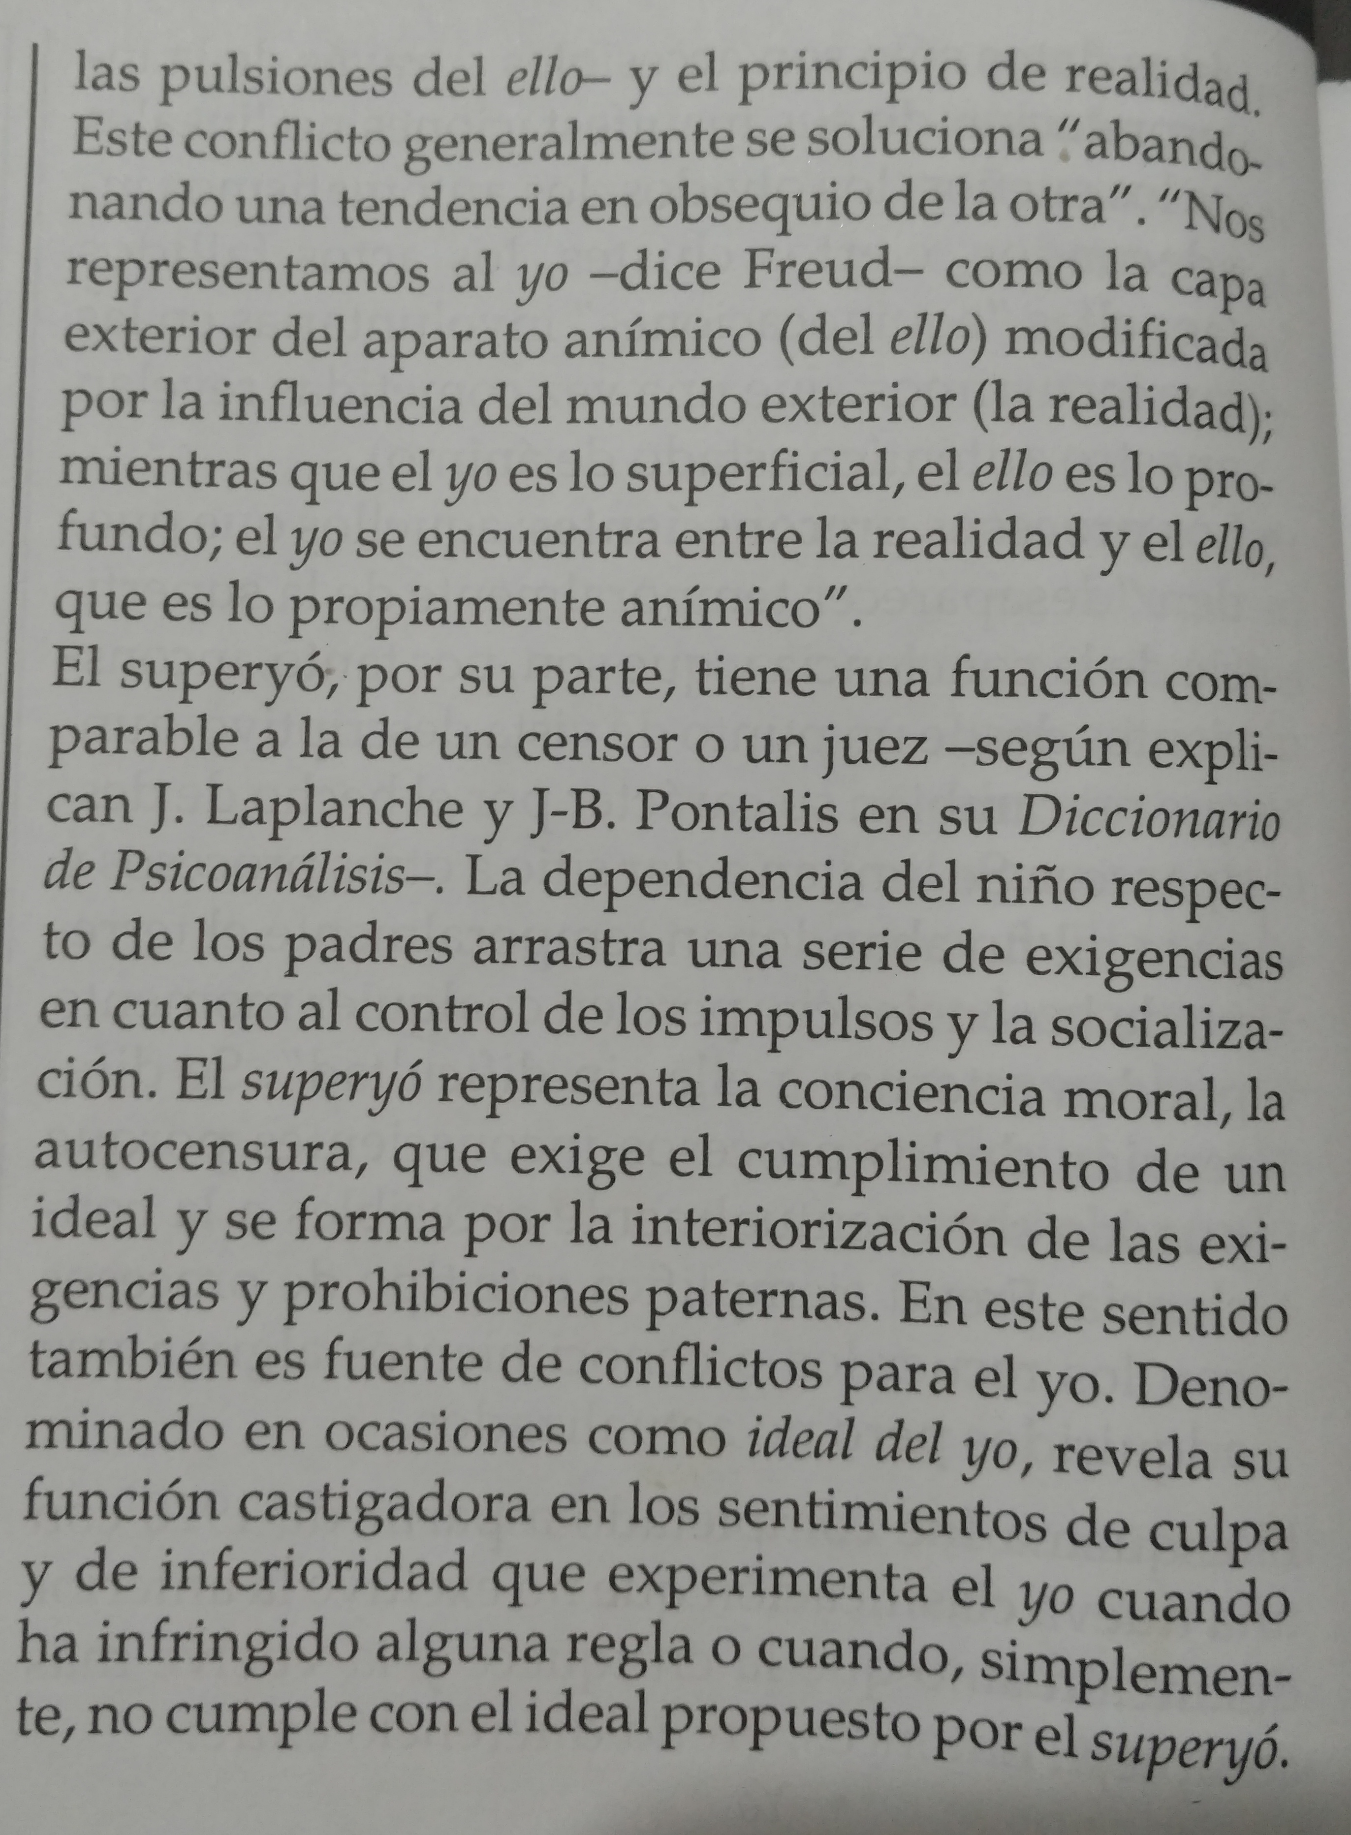 las pulsiones del ello– y el principio de realidad.
Este conflicto generalmente se soluciona “abando-
nando una tendencia en obsequio de la otra”. “Nos
representamos al yo –dice Freud– como la capa
exterior del aparato anímico (del ello) modificada
por la influencia del mundo exterior (la realidad);
mientras que el yo es lo superficial, el ello es lo pro-
fundo; el yo se encuentra entre la realidad y el ello,
que es lo propiamente anímico”.
El superyó, por su parte, tiene una función com-
parable a la de un censor o un juez –según expli-
can J. Laplanche y J-B. Pontalis en su Diccionario
de Psicoanálisis–. La dependencia del niño respec-
to de los padres arrastra una serie de exigencias
en cuanto al control de los impulsos y la socializa-
ción. El superyó representa la conciencia moral, la
autocensura, que exige el cumplimiento de un
ideal y se forma por la interiorización de las exi-
gencias y prohibiciones paternas. En este sentido
también es fuente de conflictos para el yo. Deno-
minado en ocasiones como ideal del yo, revela su
función castigadora en los sentimientos de culpa
y de inferioridad que experimenta el yo cuando
ha infringido alguna regla o cuando, simplemen-
te, no cumple con el ideal propuesto por el superyó.